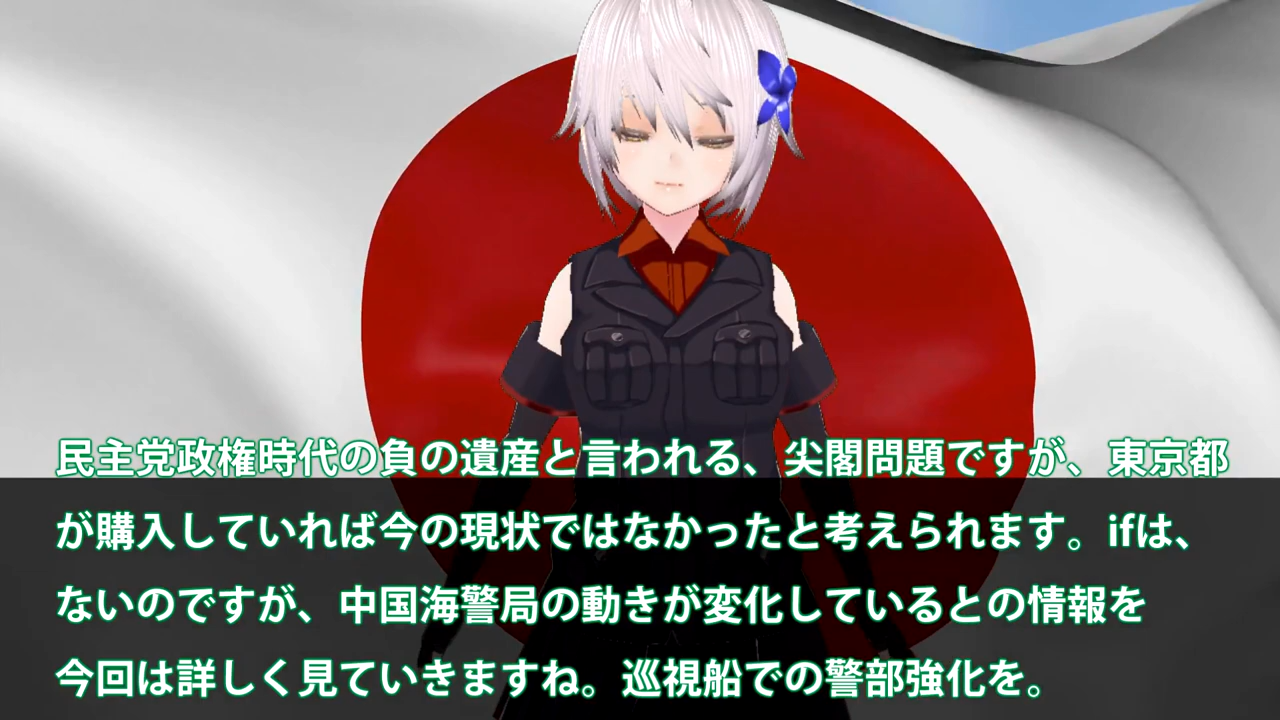 民主党政権時代の負の遺産と言われる、尖閣問題ですが、東京都
が購入していれば今の現状ではなかったと考えられます。ifは、
ないのですが、中国海警局の動きが変化しているとの情報を
今回は詳しく見ていきますね。巡視船での警部強化を。